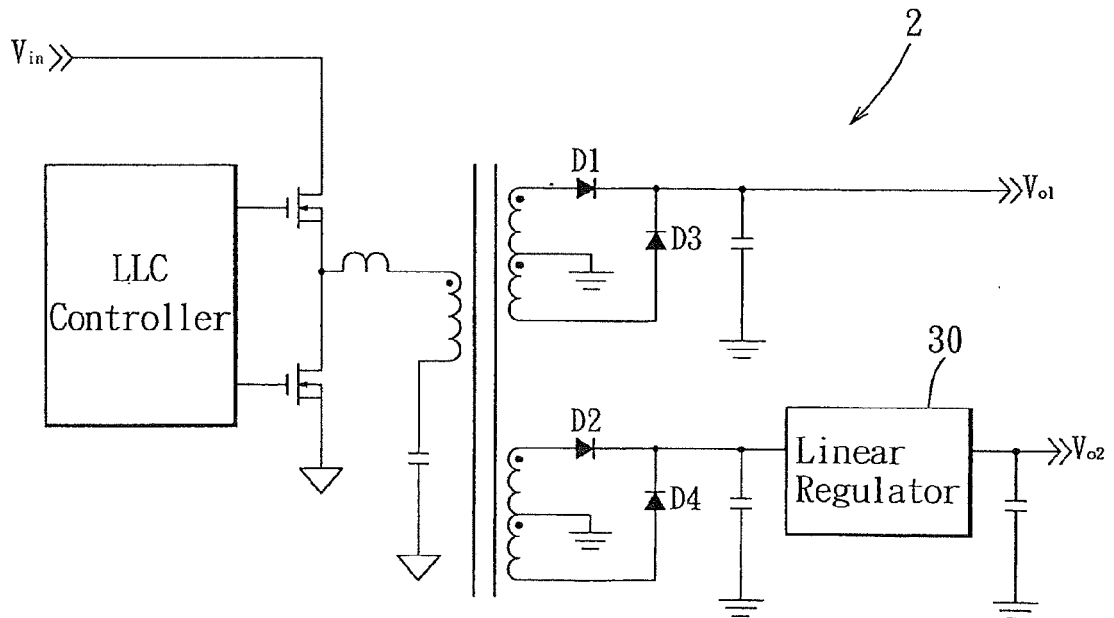 2
Vin
D1
Vo1
D3
LLC
Controller
30
D2
Linear
Regulator
Vo2
D4